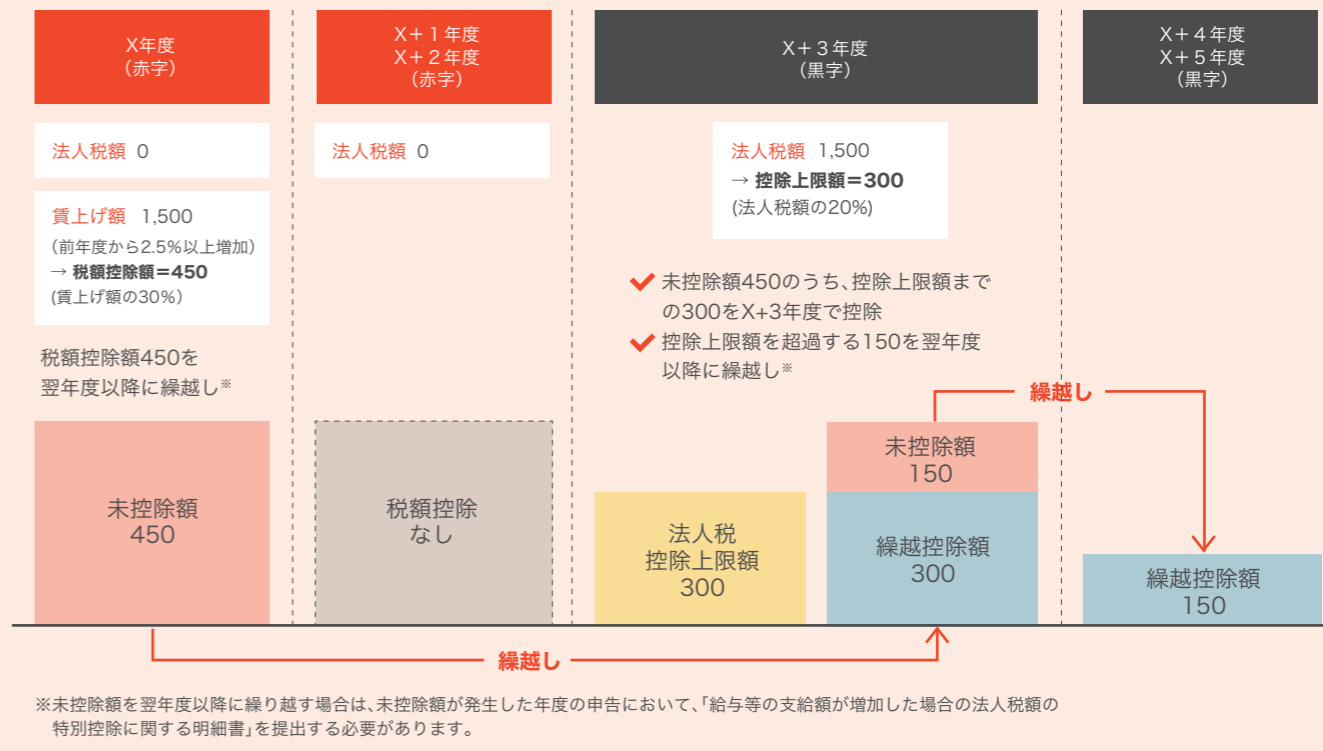 X年度
（赤字）
X＋１年度
X＋２年度
（赤字）
X＋３年度
（黒字）
X＋４年度
X＋５年度
（黒字）
法人税額 0
賃上げ額 1,500
（前年度から2.5%以上増加）
→ 税額控除額＝450
(賃上げ額の30%）
税額控除額450を
翌年度以降に繰越し※
法人税額 0
法人税額 1,500
→ 控除上限額＝300
(法人税額の20%)
未控除額450のうち、控除上限額まで
の300をX+3年度で控除
控除上限額を超過する150を翌年度
以降に繰越し※
繰越し
未控除額
450
税額控除
なし
法人税
控除上限額
300
未控除額
150
繰越控除額
300
繰越控除額
150
繰越し
※未控除額を翌年度以降に繰り越す場合は、未控除額が発生した年度の申告において、「給与等の支給額が増加した場合の法人税額の
特別控除に関する明細書」を提出する必要があります。